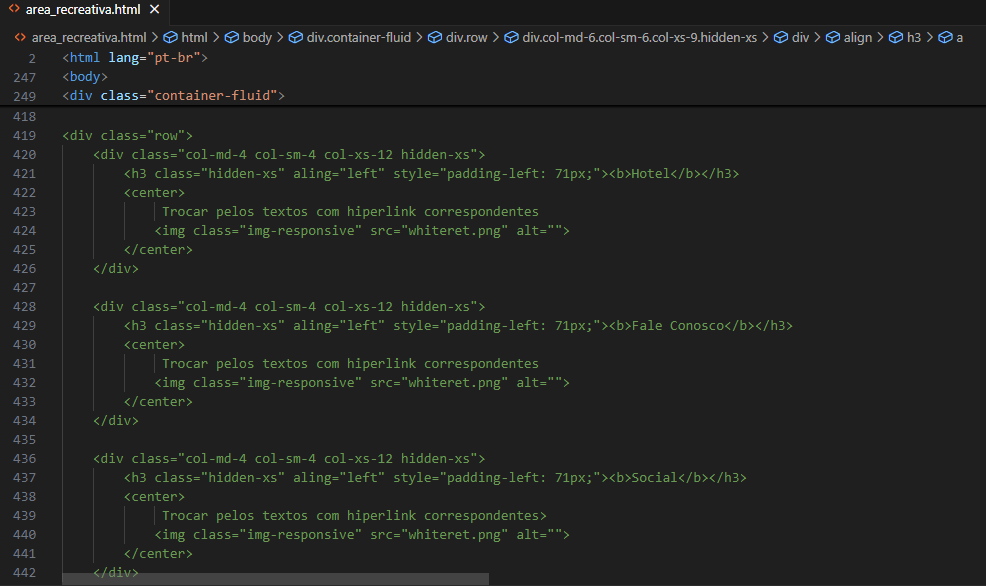 area_recreativa.html
area_recreativa.html > html > body > div.container-fluid > div.row > div.col-md-6.col-sm-6.col-xs-9.hidden-xs > div > align > h3 > a
2 <html lang="pt-br">
247 <body>
249 <div class="container-fluid">
418
419 <div class="row">
420 <div class="col-md-4 col-sm-4 col-xs-12 hidden-xs">
421 <h3 class="hidden-xs" aling="left" style="padding-left: 71px;"><b>Hotel</b></h3>
422 <center>
423 Trocar pelos textos com hiperlink correspondentes
424 <img class="img-responsive" src="whiteret.png" alt="">
425 </center>
426 </div>
427
428 <div class="col-md-4 col-sm-4 col-xs-12 hidden-xs">
429 <h3 class="hidden-xs" aling="left" style="padding-left: 71px;"><b>Fale Conosco</b></h3>
430 <center>
431 Trocar pelos textos com hiperlink correspondentes
432 <img class="img-responsive" src="whiteret.png" alt="">
433 </center>
434 </div>
435
436 <div class="col-md-4 col-sm-4 col-xs-12 hidden-xs">
437 <h3 class="hidden-xs" aling="left" style="padding-left: 71px;"><b>Social</b></h3>
438 <center>
439 Trocar pelos textos com hiperlink correspondentes>
440 <img class="img-responsive" src="whiteret.png" alt="">
441 </center>
442 </div>